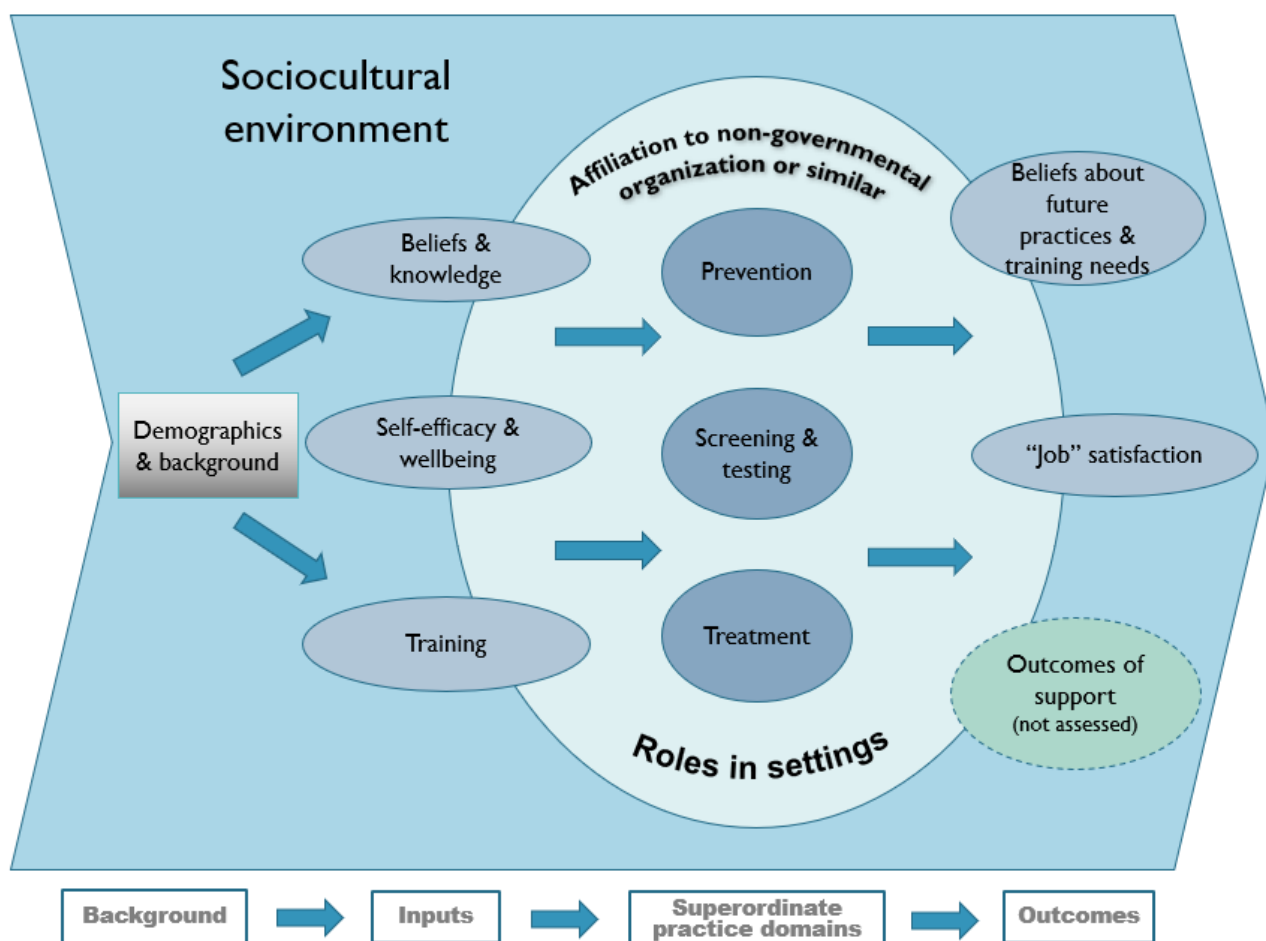 Sociocultural
environment
Affiliation to non-governmental
organization or similar
Beliefs &
knowledge
Prevention
Beliefs about
future
practices &
training needs
Demographics
& background
Self-efficacy &
wellbeing
Screening &
testing
“Job” satisfaction
Training
Treatment
Outcomes of
support
(not assessed)
Roles in settings
Background
Inputs
Superordinate
practice domains
Outcomes